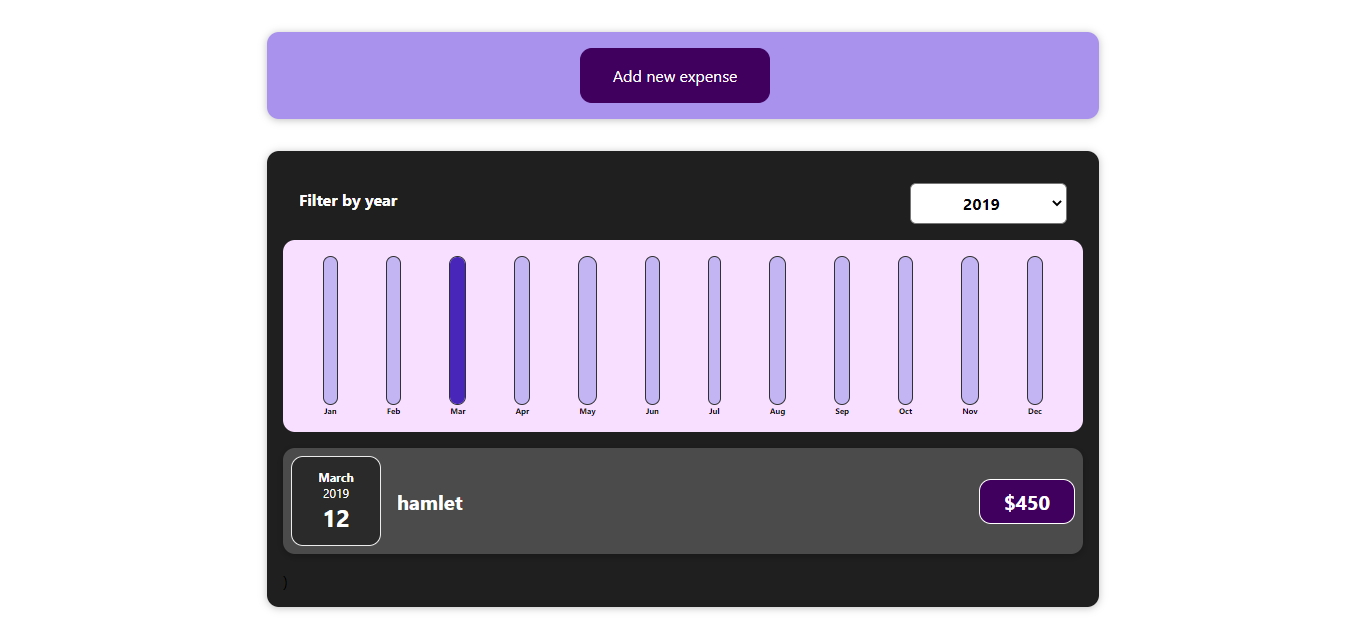 Add new expense
Filter by year
2019
Jan Feb Mar Apr May Jun Jul Aug Sep Oct Nov Dec
March
2019
12
hamlet
$450
)